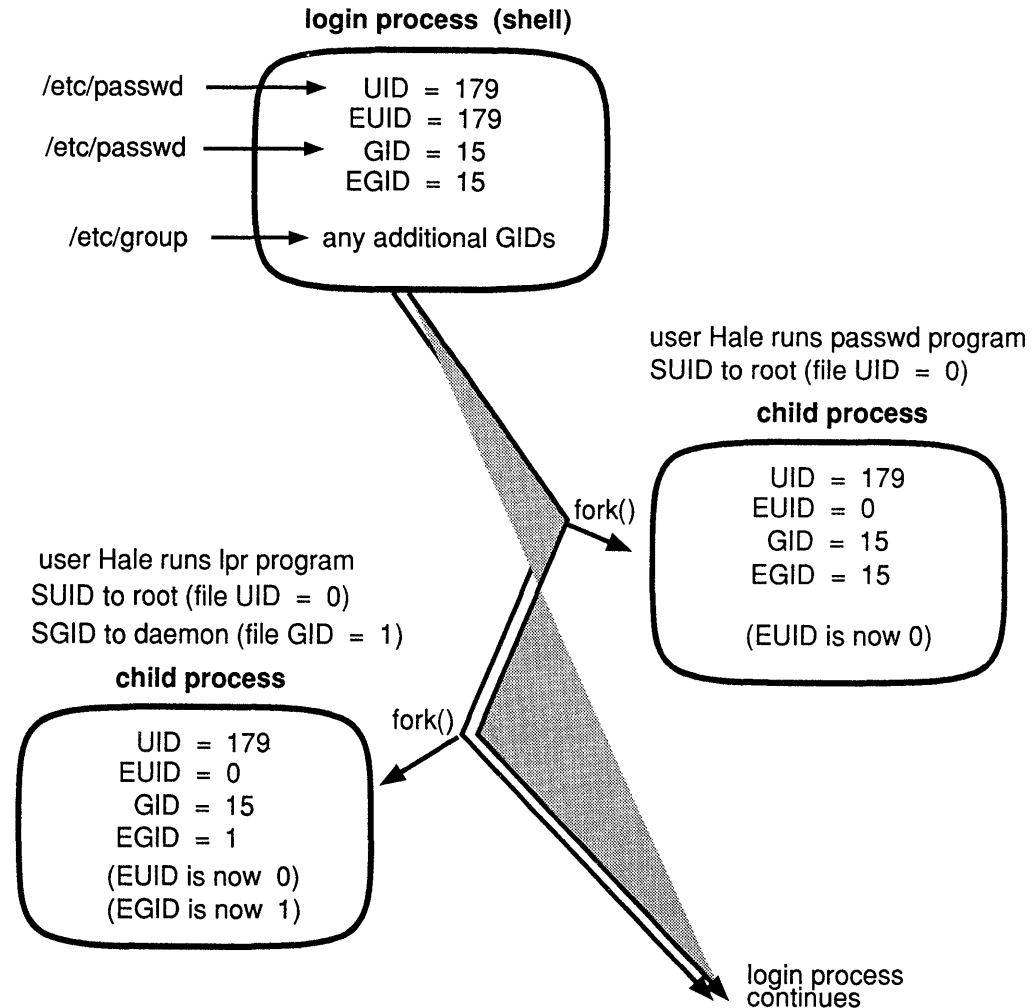 login process (shell)
/etc/passwd
UID = 179
EUID = 179
/etc/passwd
GID = 15
EGID = 15
/etc/group
any additional GIDs
user Hale runs passwd program
SUID to root (file UID = 0)
child process
fork()
UID = 179
EUID = 0
GID = 15
EGID = 15
(EUID is now 0)
user Hale runs lpr program
SUID to root (file UID = 0)
SGID to daemon (file GID = 1)
child process
fork()
UID = 179
EUID = 0
GID = 15
EGID = 1
(EUID is now 0)
(EGID is now 1)
login process
continues